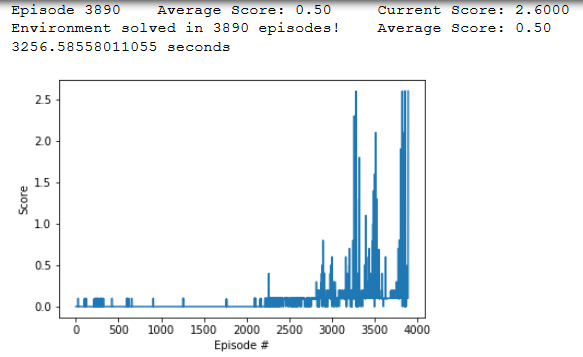 Episode 3890 Average Score: 0.50 Current Score: 2.6000
Environment solved in 3890 episodes! Average Score: 0.50
3256.58558011055 seconds
2.5
2.0
1.5
1.0
0.5
0.0
Score
0 500 1000 1500 2000 2500 3000 3500 4000
Episode #